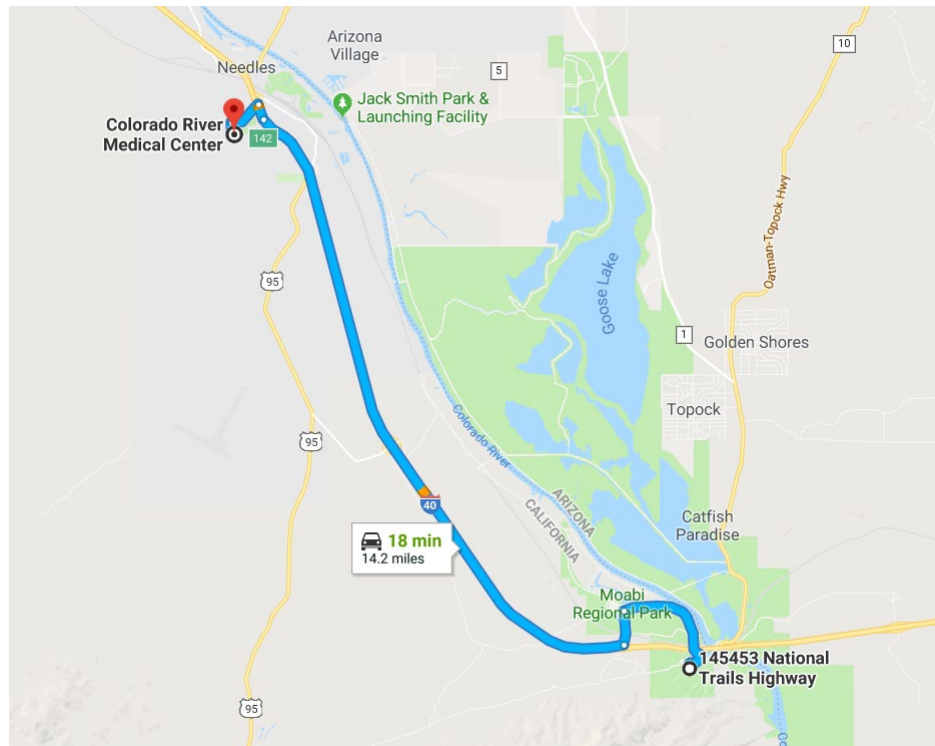 Arizona
Village
10
Needles
5
Jack Smith Park &
Launching Facility
Colorado River
Medical Center
142
Oatman-Topock Hwy
95
Goose Lake
1
Golden Shores
Topock
Colorado River
95
40
ARIZONA
CALIFORNIA
Catfish
Paradise
18 min
14.2 miles
Moabi
Regional Park
145453 National
Trails Highway
95